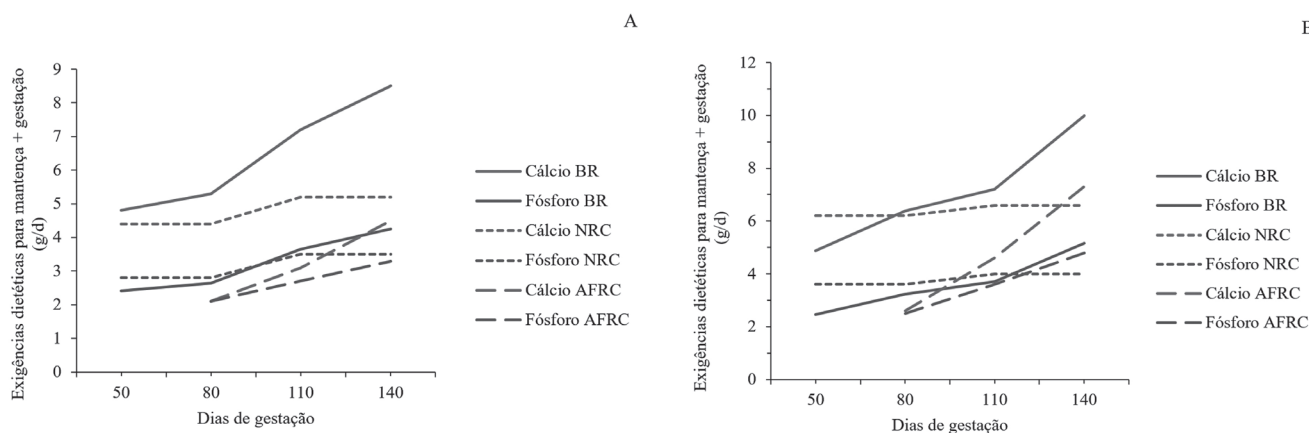 A
Exigências dietéticas para mantença + gestação
(g/d)
9
8
7
6
5
4
3
2
1
0
50 80 110 140
Dias de gestação
Cálcio BR
Fósforo BR
Cálcio NRC
Fósforo NRC
Cálcio AFRC
Fósforo AFRC
Exigências dietéticas para mantença + gestação
(g/d)
12
10
8
6
4
2
0
50 80 110 140
Dias de gestação
Cálcio BR
Fósforo BR
Cálcio NRC
Fósforo NRC
Cálcio AFRC
Fósforo AFRC